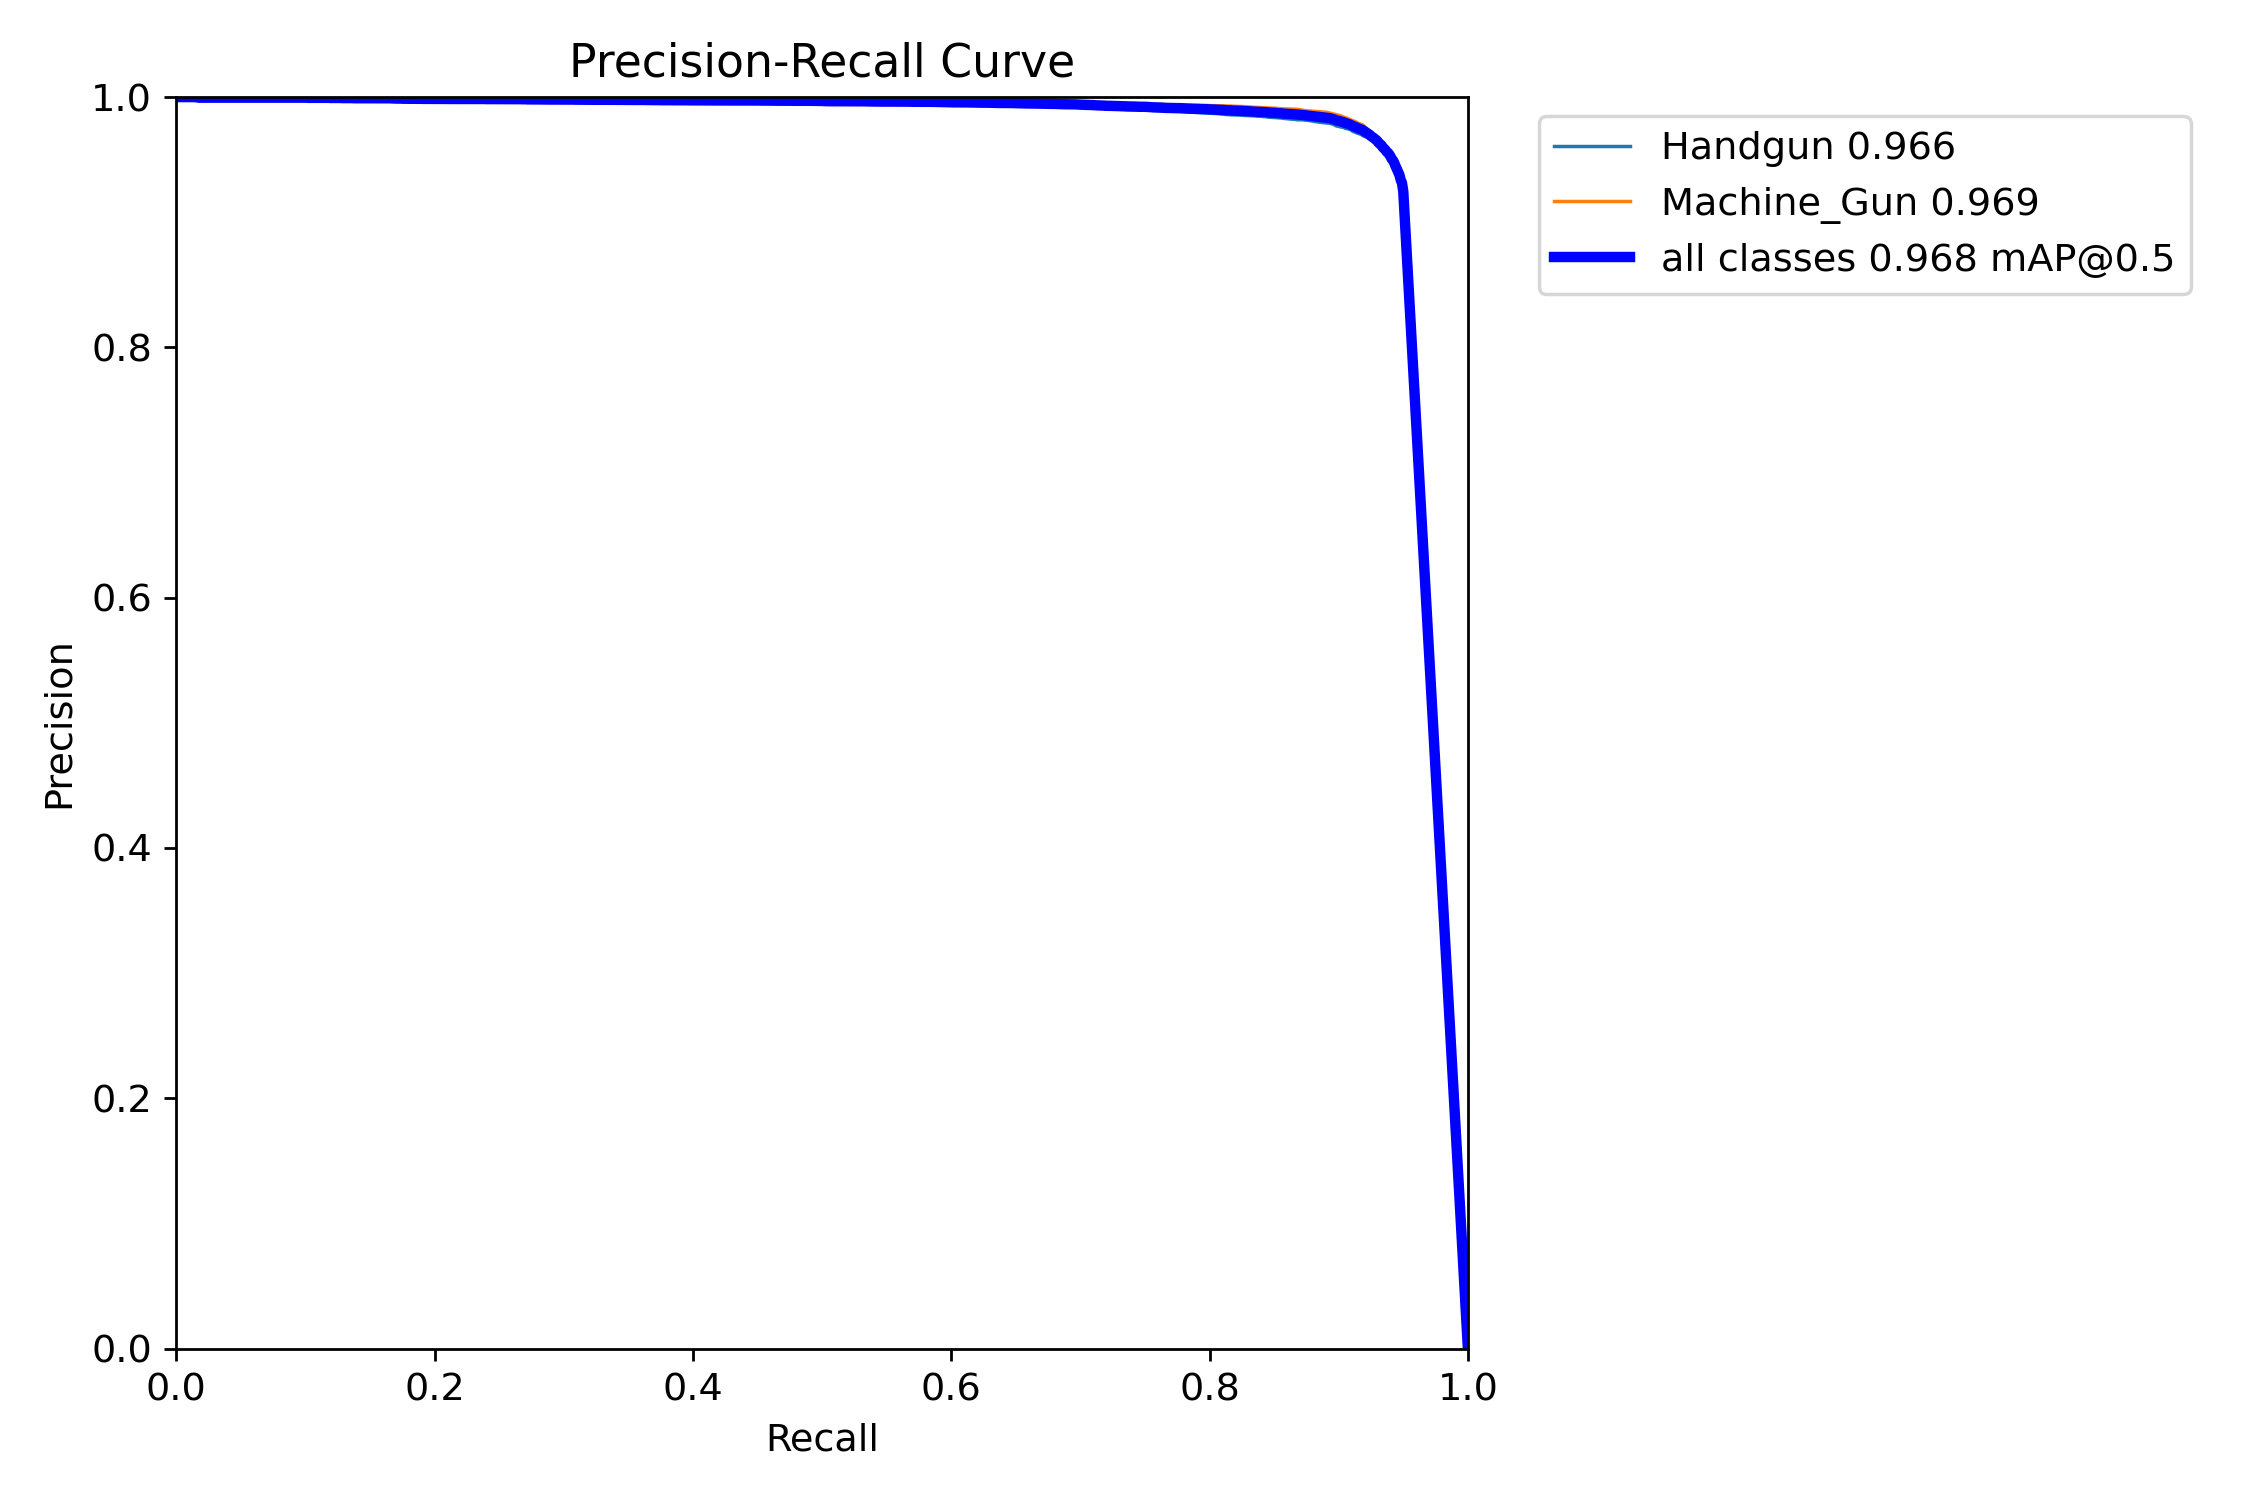 Precision-Recall Curve
1.0
0.8
0.6
0.4
0.2
0.0
Precision
0.0 0.2 0.4 0.6 0.8 1.0
Recall
Handgun 0.966
Machine_Gun 0.969
all classes 0.968 mAP@0.5